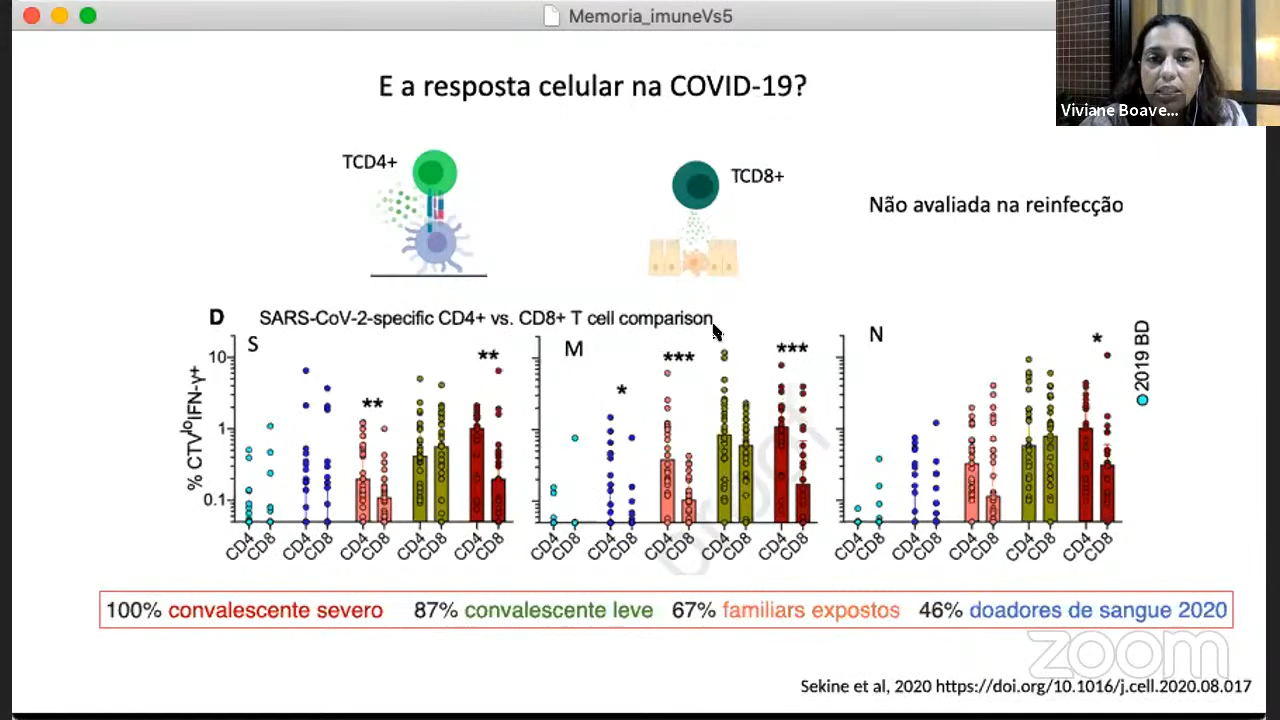 Memoria_imuneVs5
Viviane Boave...
E a resposta celular na COVID-19?
TCD4+
TCD8+
Não avaliada na reinfecção
D SARS-CoV-2-specific CD4+ vs. CD8+ T cell comparison
S M N
** ** * *** *** *
% CTVloIFN-γ+
10
1
0.1
2019 BD
CD4 CD8 CD4 CD8 CD4 CD8 CD4 CD8 CD4 CD8
CD4 CD8 CD4 CD8 CD4 CD8 CD4 CD8 CD4 CD8
CD4 CD8 CD4 CD8 CD4 CD8 CD4 CD8 CD4 CD8
100% convalescente severo 87% convalescente leve 67% familiars expostos 46% doadores de sangue 2020
zoom
Sekine et al, 2020 https://doi.org/10.1016/j.cell.2020.08.017